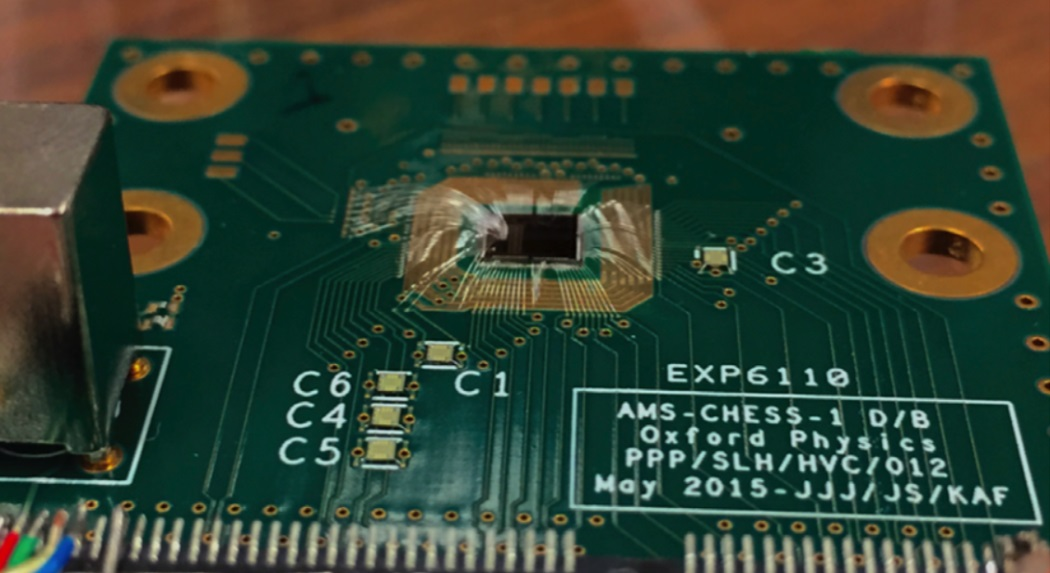 C3
C6
C1
C4
C5
EXP6110
AMS-CHESS-1 D/B
Oxford Physics
PPP/SLH/HVC/012
May 2015-JJJ/JS/KAF